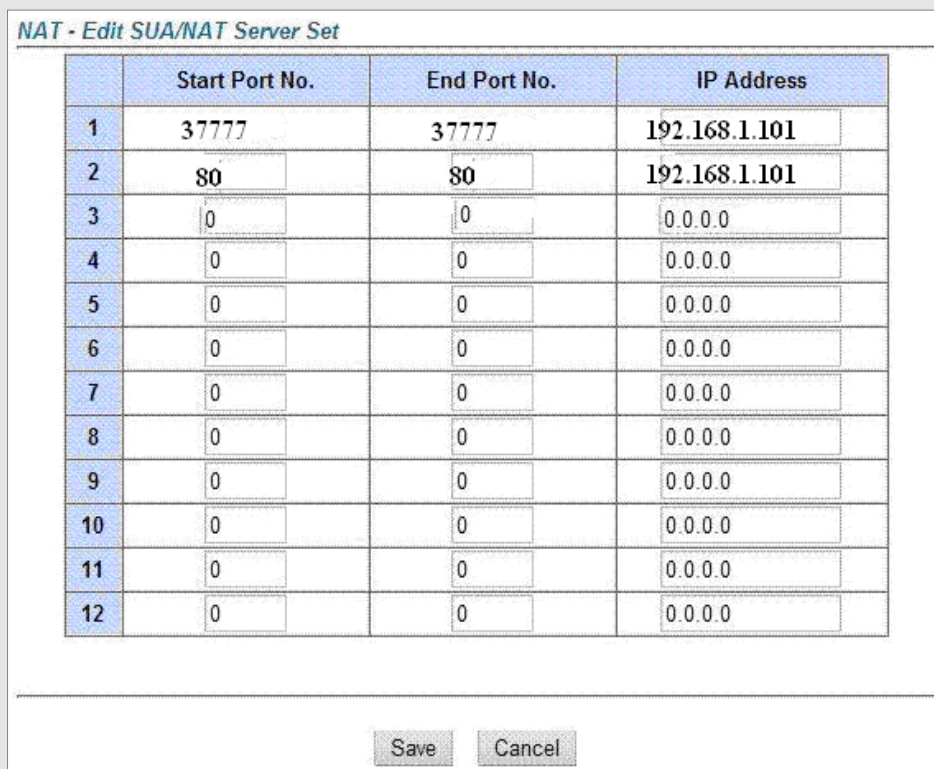 NAT - Edit SUA/NAT Server Set
Start Port No. End Port No. IP Address
1 37777 37777 192.168.1.101
2 80 80 192.168.1.101
3 0 0 0.0.0.0
4 0 0 0.0.0.0
5 0 0 0.0.0.0
6 0 0 0.0.0.0
7 0 0 0.0.0.0
8 0 0 0.0.0.0
9 0 0 0.0.0.0
10 0 0 0.0.0.0
11 0 0 0.0.0.0
12 0 0 0.0.0.0
Save Cancel